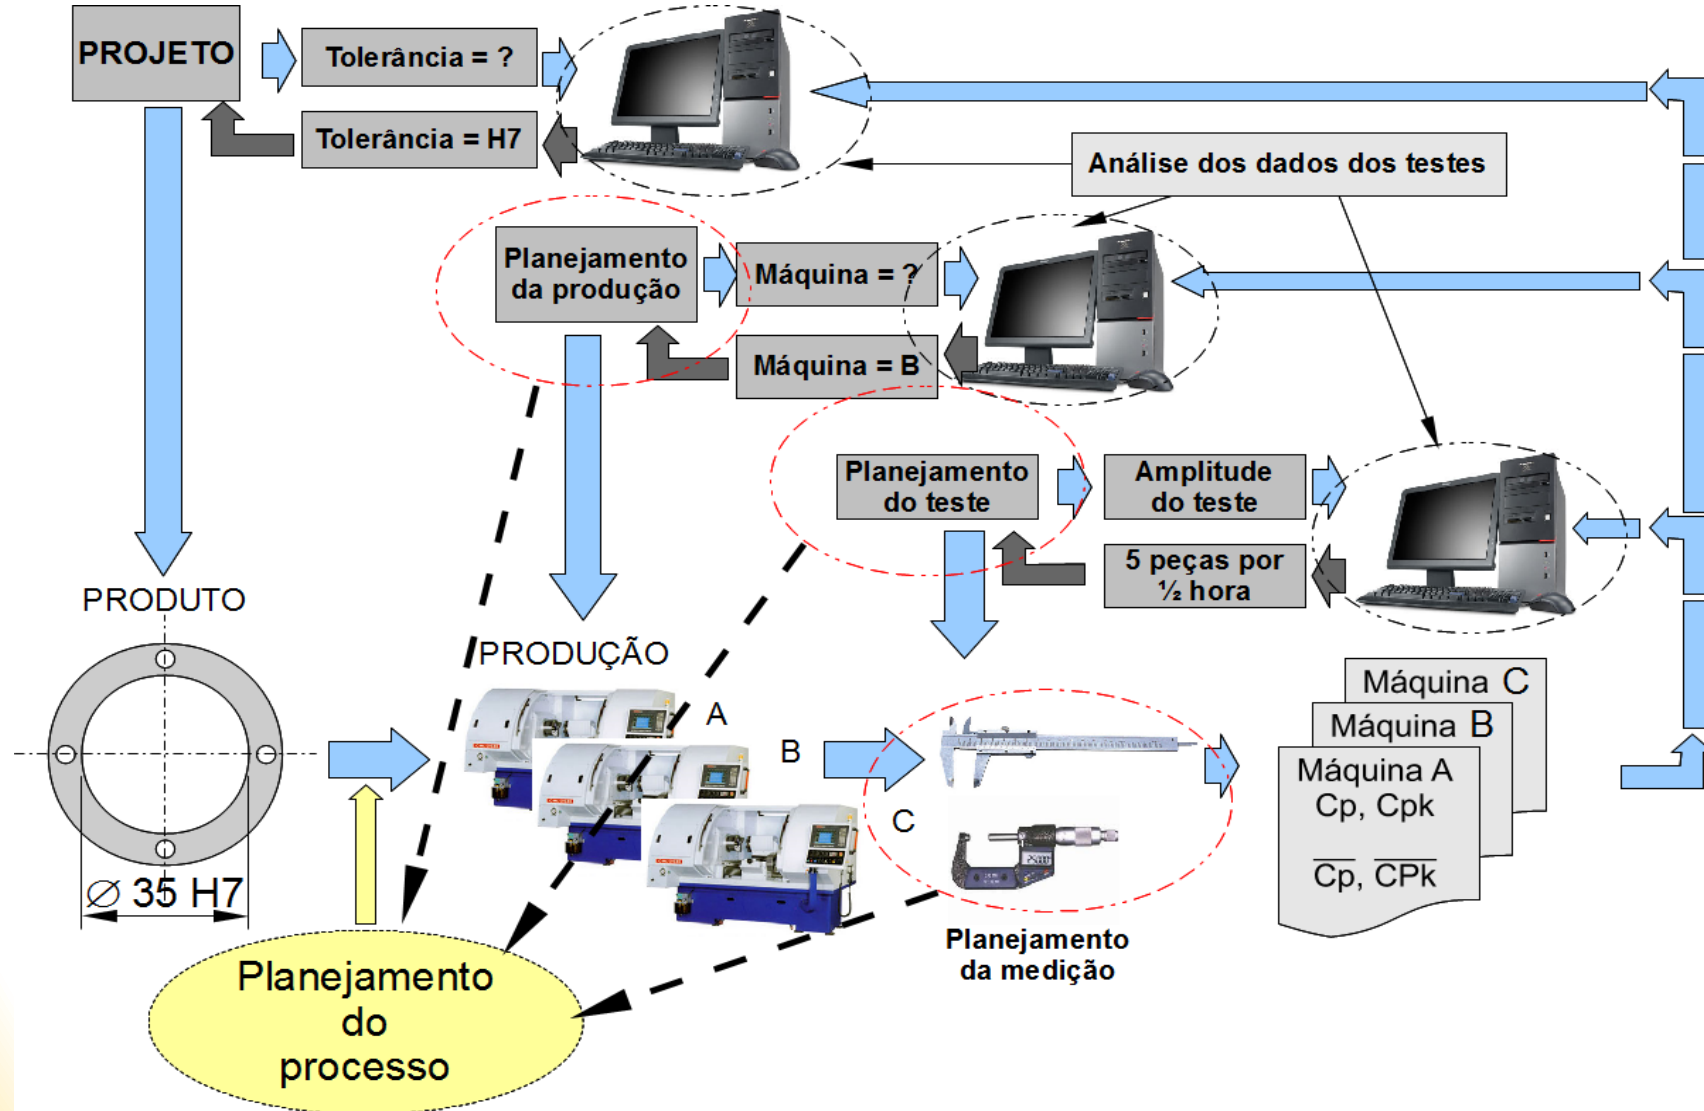 PROJETO
Tolerância = ?
Tolerância = H7
Análise dos dados dos testes
Planejamento
da produção
Máquina = ?
Máquina = B
Planejamento
do teste
Amplitude
do teste
5 peças por
½ hora
PRODUTO
Ø 35 H7
PRODUÇÃO
A
B
C
Planejamento
da medição
Máquina C
Máquina B
Máquina A
Cp, Cpk
C̅p̅, C̅P̅k̅
Planejamento
do
processo